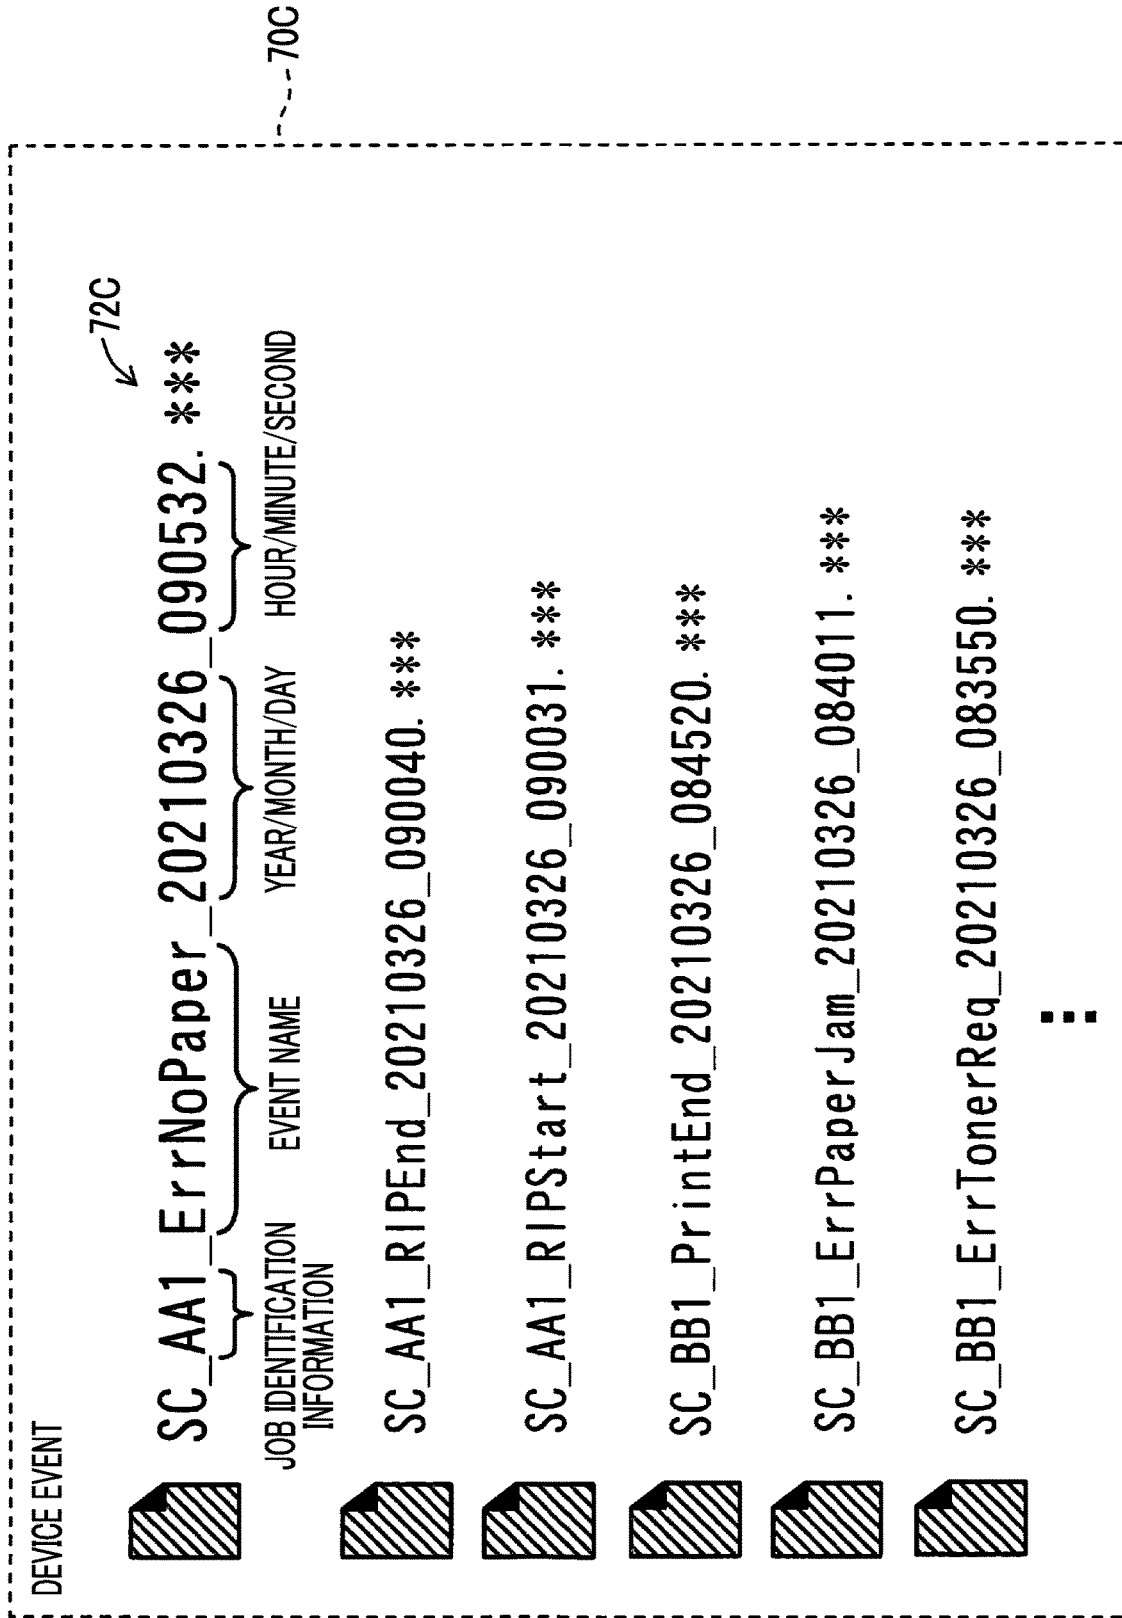 DEVICE EVENT
70C
72C
SC_AA1_ErrNoPaper_20210326_090532. ***
JOB IDENTIFICATION INFORMATION
EVENT NAME
YEAR/MONTH/DAY
HOUR/MINUTE/SECOND
SC_AA1_RIPEnd_20210326_090040. ***
SC_AA1_RIPStart_20210326_090031. ***
SC_BB1_PrintEnd_20210326_084520. ***
SC_BB1_ErrPaperJam_20210326_084011. ***
SC_BB1_ErrTonerReq_20210326_083550. ***